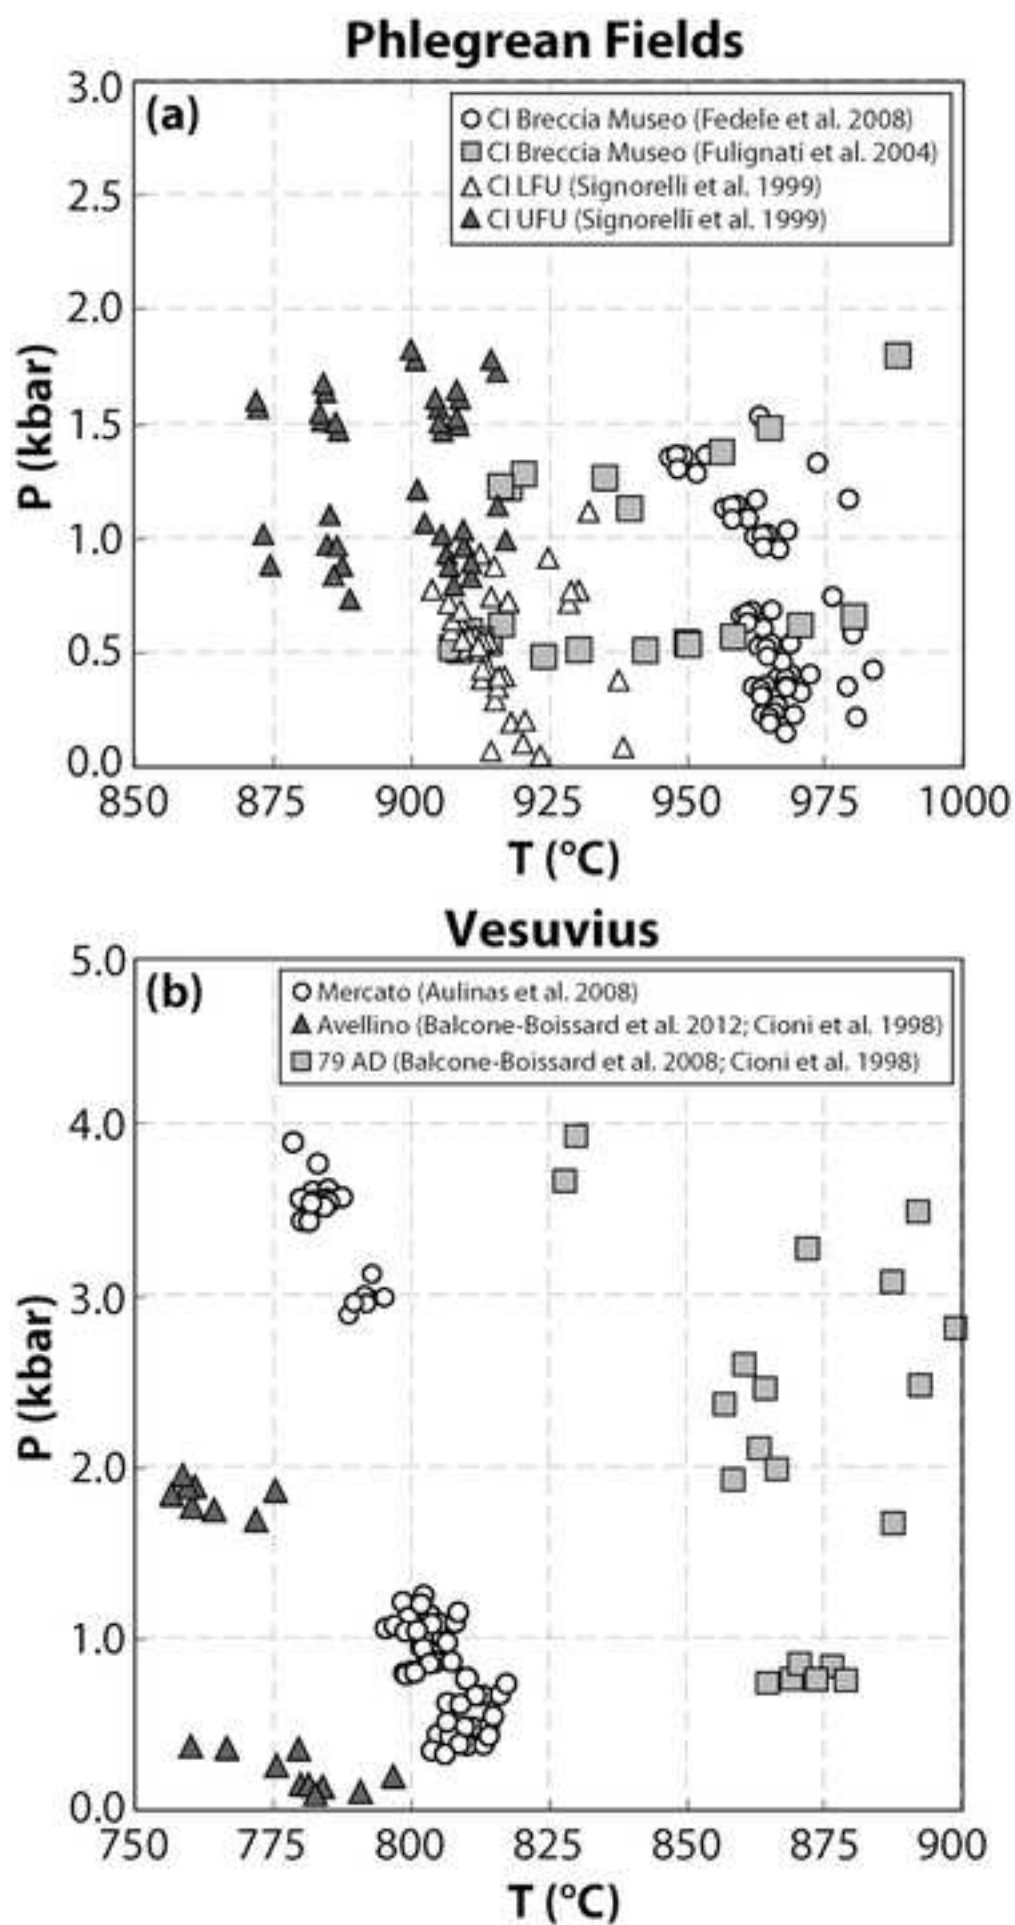 Phlegrean Fields
(a)
CI Breccia Museo (Fedele et al. 2008)
CI Breccia Museo (Fulignati et al. 2004)
CI LFU (Signorelli et al. 1999)
CI UFU (Signorelli et al. 1999)
3.0
2.5
2.0
1.5
1.0
0.5
0.0
P (kbar)
850 875 900 925 950 975 1000
T (°C)
Vesuvius
(b)
Mercato (Aulinas et al. 2008)
Avellino (Balcone-Boissard et al. 2012; Cioni et al. 1998)
79 AD (Balcone-Boissard et al. 2008; Cioni et al. 1998)
5.0
4.0
3.0
2.0
1.0
0.0
P (kbar)
750 775 800 825 850 875 900
T (°C)